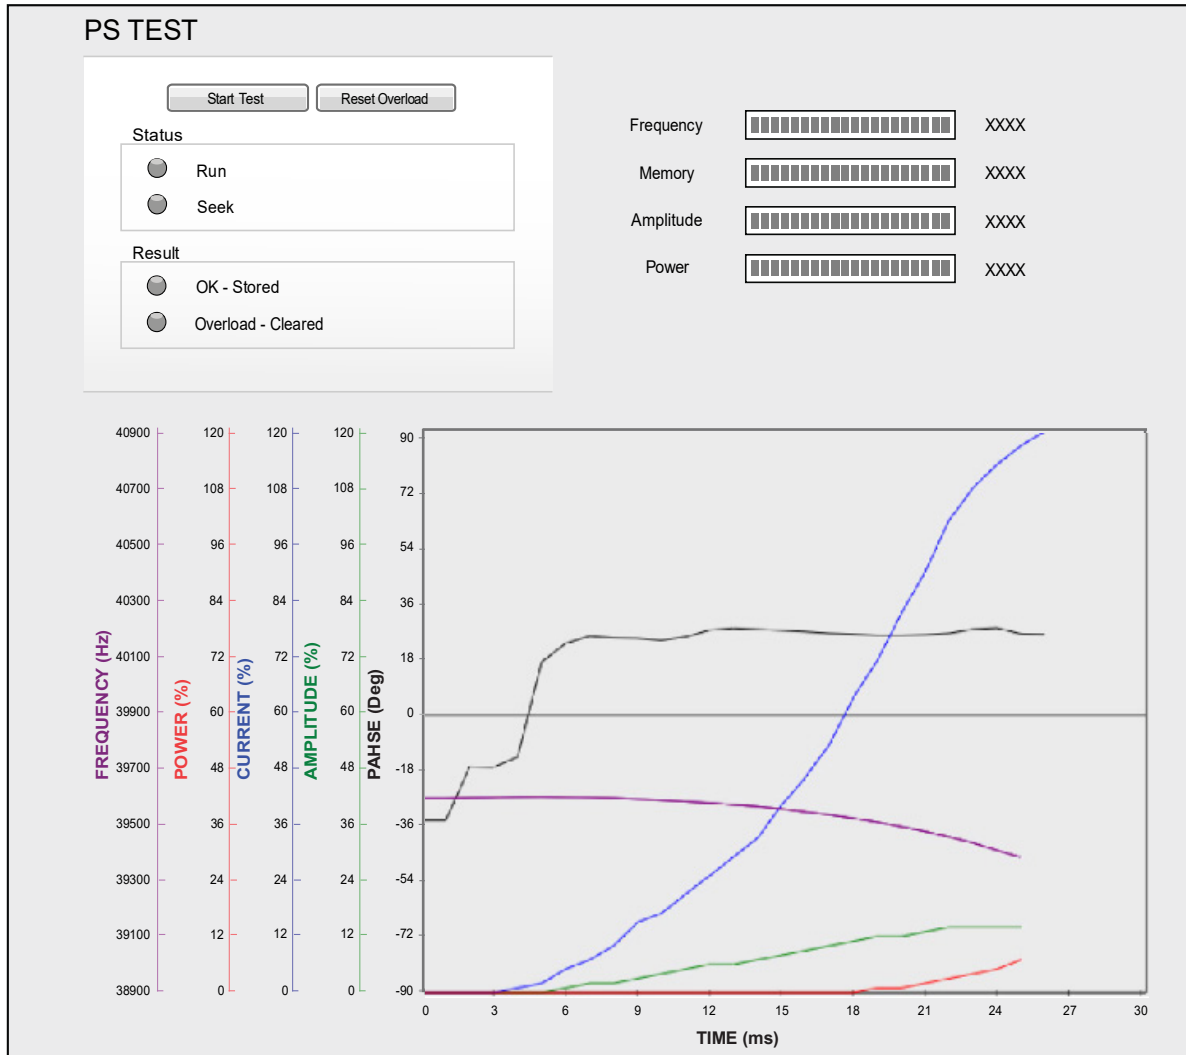 PS TEST
Start Test Reset Overload
Status
Run
Seek
Result
OK - Stored
Overload - Cleared
Frequency XXXX
Memory XXXX
Amplitude XXXX
Power XXXX
40900 120 120 120 90
40700 108 108 108 72
40500 96 96 96 54
40300 84 84 84 36
40100 72 72 72 18
39900 60 60 60 0
39700 48 48 48 -18
39500 36 36 36 -36
39300 24 24 24 -54
39100 12 12 12 -72
38900 0 0 0 -90
FREQUENCY (Hz)
POWER (%)
CURRENT (%)
AMPLITUDE (%)
PAHSE (Deg)
0 3 6 9 12 15 18 21 24 27 30
TIME (ms)